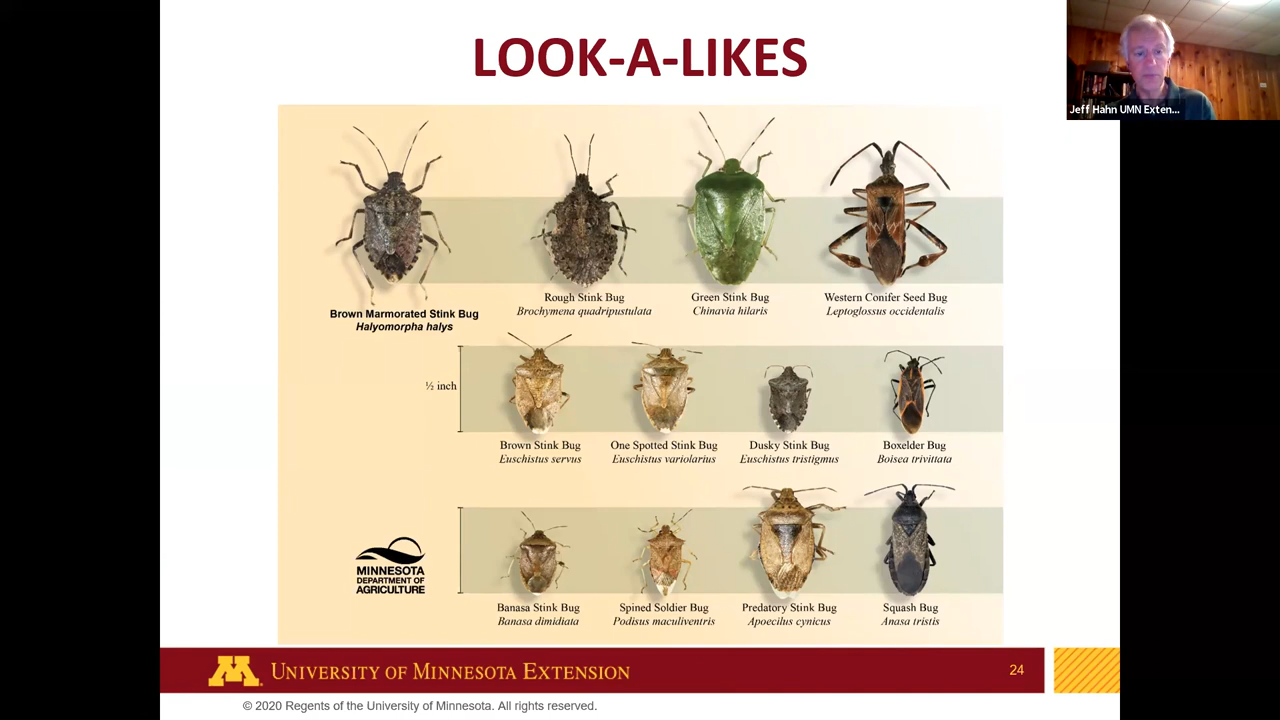 LOOK-A-LIKES
Jeff Hahn UMN Exten...
Brown Marmorated Stink Bug
Halyomorpha halys
Rough Stink Bug
Brochymena quadripustulata
Green Stink Bug
Chinavia hilaris
Western Conifer Seed Bug
Leptoglossus occidentalis
½ inch
Brown Stink Bug
Euschistus servus
One Spotted Stink Bug
Euschistus variolarius
Dusky Stink Bug
Euschistus tristigmus
Boxelder Bug
Boisea trivittata
MINNESOTA
DEPARTMENT OF
AGRICULTURE
Banasa Stink Bug
Banasa dimidiata
Spined Soldier Bug
Podisus maculiventris
Predatory Stink Bug
Apoecilus cynicus
Squash Bug
Anasa tristis
M
UNIVERSITY OF MINNESOTA EXTENSION
24
© 2020 Regents of the University of Minnesota. All rights reserved.